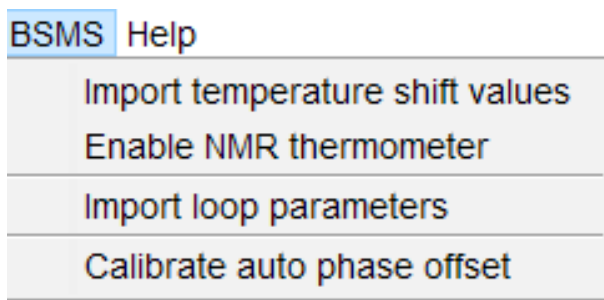 BSMS Help
Import temperature shift values
Enable NMR thermometer
Import loop parameters
Calibrate auto phase offset